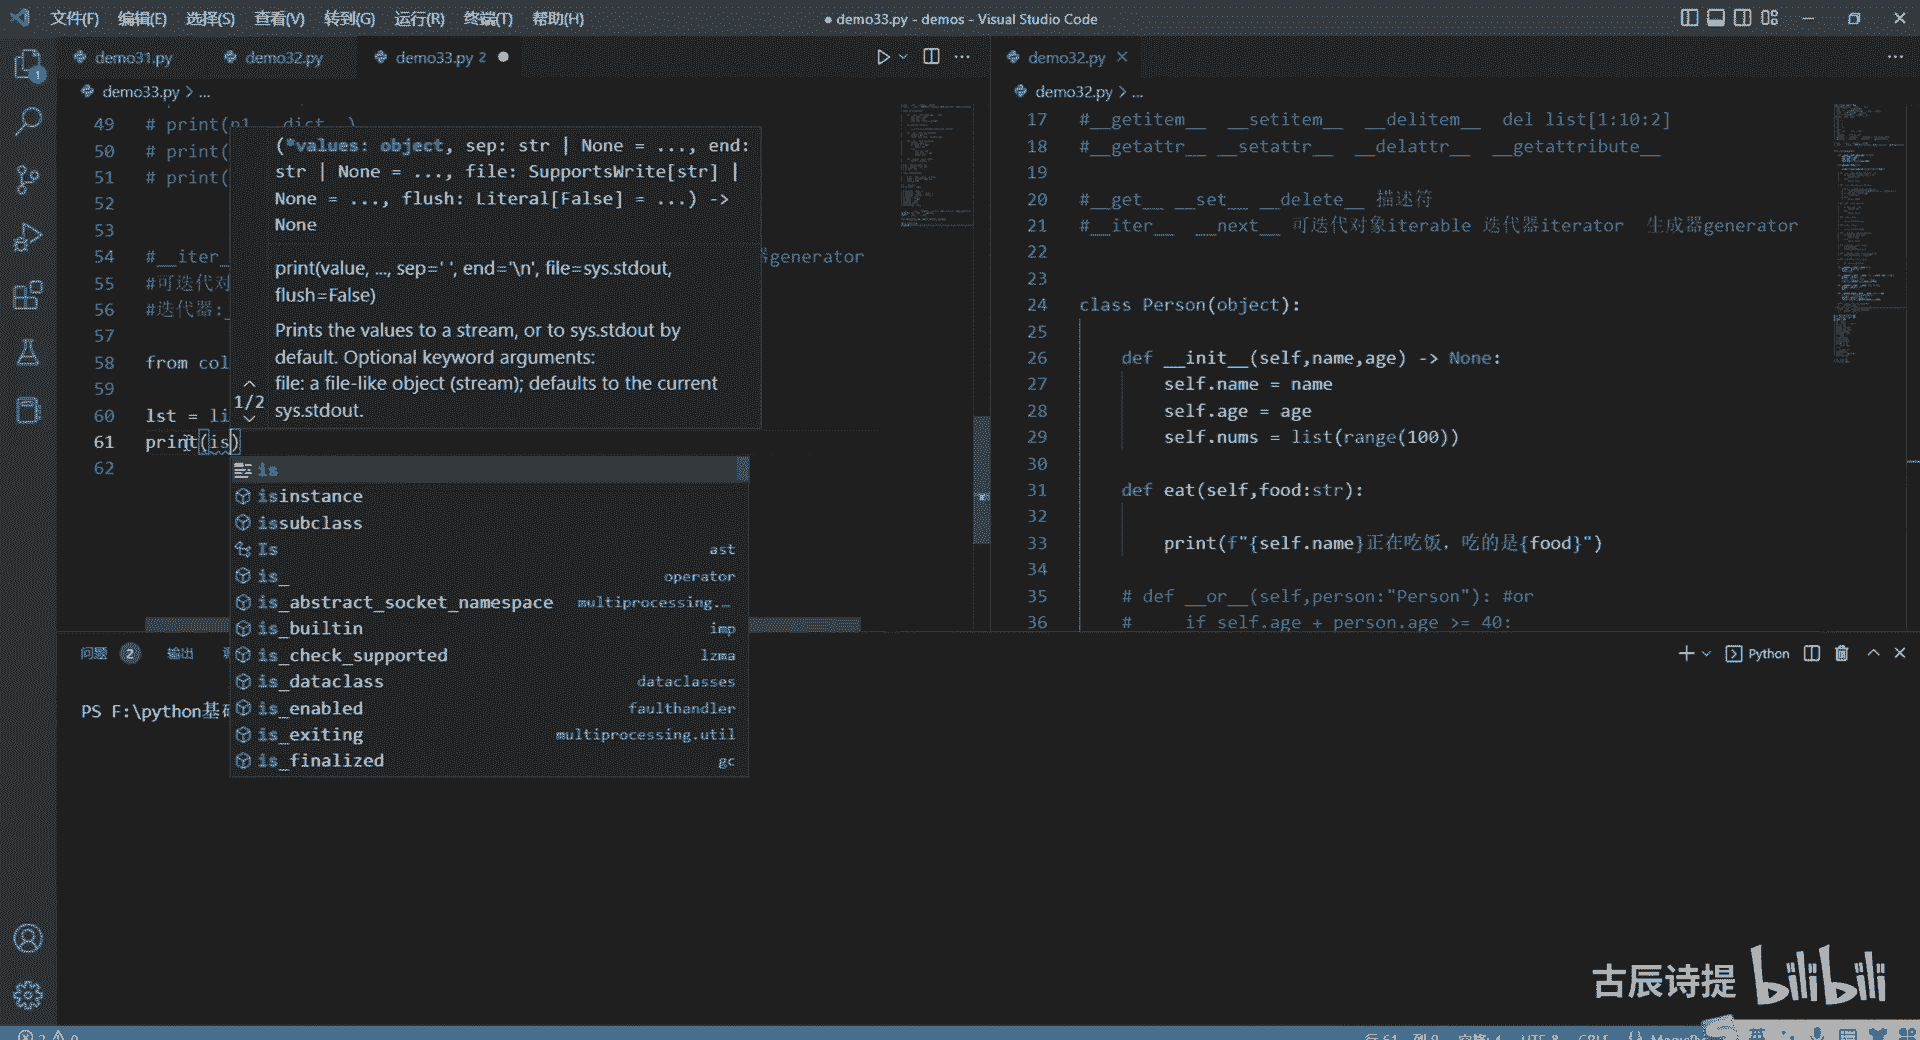 文件(F) 编辑(E) 选择(S) 查看(V) 转到(G) 运行(R) 终端(T) 帮助(H)
● demo33.py - demos - Visual Studio Code
1
demo31.py
demo32.py
demo33.py 2
demo33.py > ...
49 # print(p1.__dict__)
50 # print(
51 # print(
52
53
54 #__iter_ generator
55 #可迭代对
56 #迭代器:_
57
58 from col
59
60 lst = li
61 print(is)
62
(*values: object, sep: str | None = ..., end:
str | None = ..., file: SupportsWrite[str] |
None = ..., flush: Literal[False] = ...) ->
None
print(value, ..., sep=' ', end='\n', file=sys.stdout,
flush=False)
Prints the values to a stream, or to sys.stdout by
default. Optional keyword arguments:
file: a file-like object (stream); defaults to the current
sys.stdout.
1/2
is
isinstance
issubclass
Is ast
is_ operator
is_abstract_socket_namespace multiprocessing.…
is_builtin imp
is_check_supported lzma
is_dataclass dataclasses
is_enabled faulthandler
is_exiting multiprocessing.util
is_finalized gc
demo32.py
demo32.py > ...
17 #__getitem__ __setitem__ __delitem__ del list[1:10:2]
18 #__getattr__ __setattr__ __delattr__ __getattribute__
19
20 #__get__ __set__ __delete__ 描述符
21 #__iter__ __next__ 可迭代对象iterable 迭代器iterator 生成器generator
22
23
24 class Person(object):
25
26 def __init__(self,name,age) -> None:
27 self.name = name
28 self.age = age
29 self.nums = list(range(100))
30
31 def eat(self,food:str):
32
33 print(f"{self.name}正在吃饭，吃的是{food}")
34
35 # def __or__(self,person:"Person"): #or
36 # if self.age + person.age >= 40:
问题 2 输出
Python
PS F:\python基
古辰诗提 bilibili